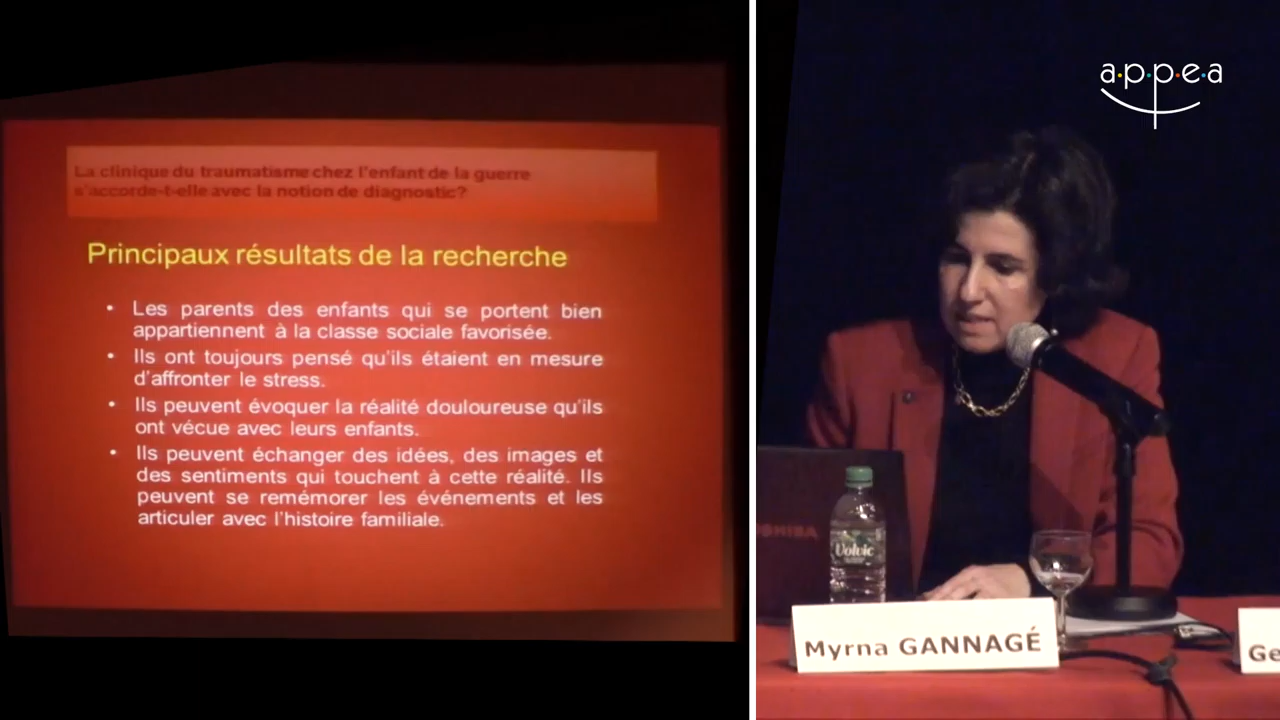 La clinique du traumatisme chez l'enfant de la guerre
s'accorde-t-elle avec la notion de diagnostic?
Principaux résultats de la recherche
• Les parents des enfants qui se portent bien
appartiennent à la classe sociale favorisée.
• Ils ont toujours pensé qu'ils étaient en mesure
d'affronter le stress.
• Ils peuvent évoquer la réalité douloureuse qu'ils
ont vécue avec leurs enfants.
• Ils peuvent échanger des idées, des images et
des sentiments qui touchent à cette réalité. Ils
peuvent se remémorer les événements et les
articuler avec l'histoire familiale.
a·p·p·e·a
Volvic
Myrna GANNAGÉ
Ge